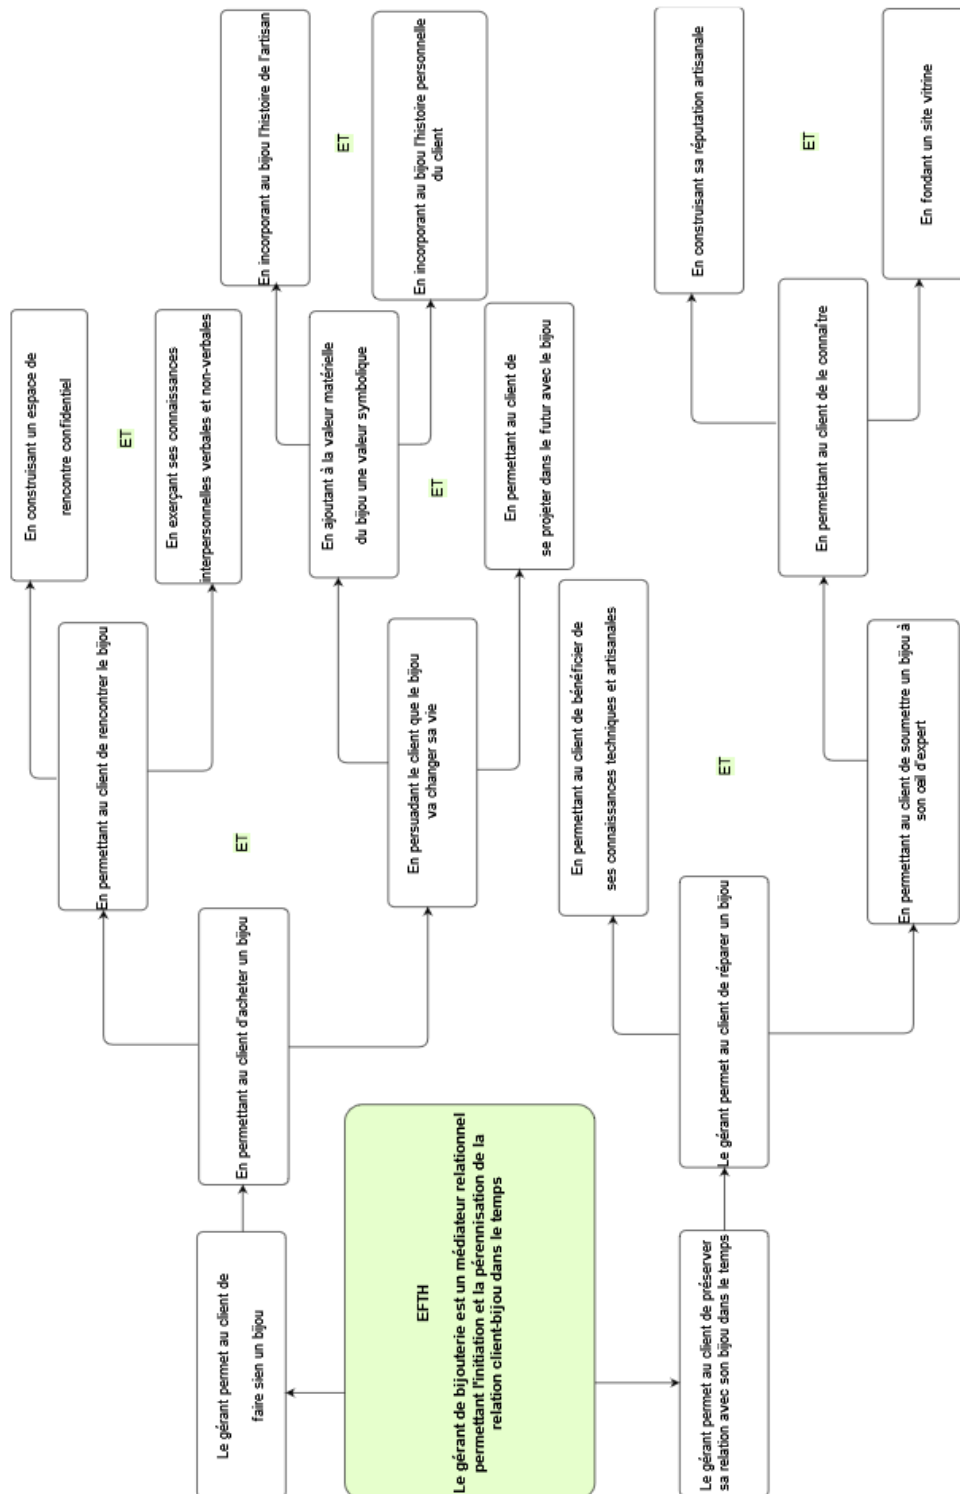 EFTH
Le gérant de bijouterie est un médiateur relationnel
permettant l'initiation et la pérennisation de la
relation client-bijou dans le temps
Le gérant permet au client de
faire sien un bijou
En permettant au client d'acheter un bijou
En permettant au client de rencontrer le bijou
ET
En persuadant le client que le bijou
va changer sa vie
En construisant un espace de
rencontre confidentiel
ET
En exerçant ses connaissances
interpersonnelles verbales et non-verbales
En ajoutant à la valeur matérielle
du bijou une valeur symbolique
ET
En permettant au client de
se projeter dans le futur avec le bijou
En incorporant au bijou l'histoire de l'artisan
ET
En incorporant au bijou l'histoire personnelle
du client
Le gérant permet au client de préserver
sa relation avec son bijou dans le temps
Le gérant permet au client de réparer un bijou
En permettant au client de bénéficier de
ses connaissances techniques et artisanales
ET
En permettant au client de soumettre un bijou à
son œil d'expert
En permettant au client de le connaître
En construisant sa réputation artisanale
ET
En fondant un site vitrine